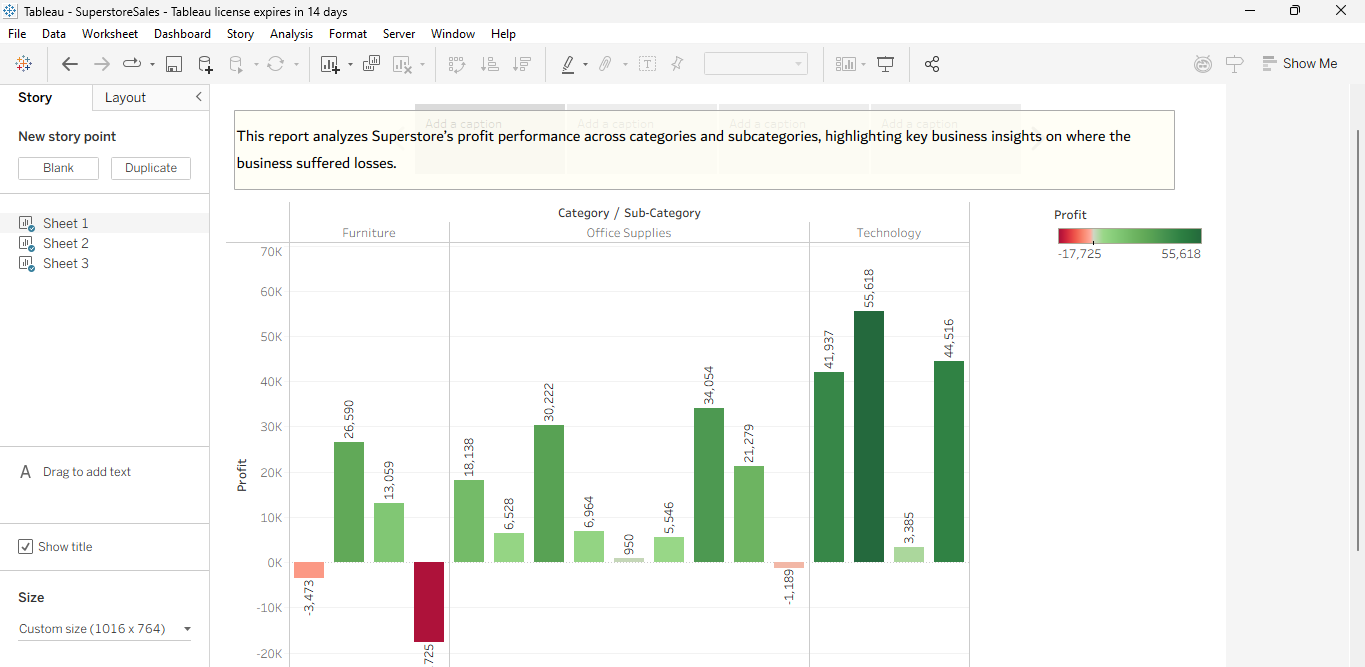 Tableau - SuperstoreSales - Tableau license expires in 14 days
File Data Worksheet Dashboard Story Analysis Format Server Window Help
Show Me
Story Layout
New story point
Blank Duplicate
Sheet 1
Sheet 2
Sheet 3
A Drag to add text
Show title
Size
Custom size (1016 x 764)
Add a caption Add a caption Add a caption Add a caption
This report analyzes Superstore's profit performance across categories and subcategories, highlighting key business insights on where the
business suffered losses.
Category / Sub-Category
Furniture Office Supplies Technology
Profit
70K
60K
50K
40K
30K
20K
10K
0K
-10K
-20K
-3,473
26,590
13,059
725
18,138
6,528
30,222
6,964
950
5,546
34,054
21,279
-1,189
41,937
55,618
3,385
44,516
Profit
-17,725 55,618